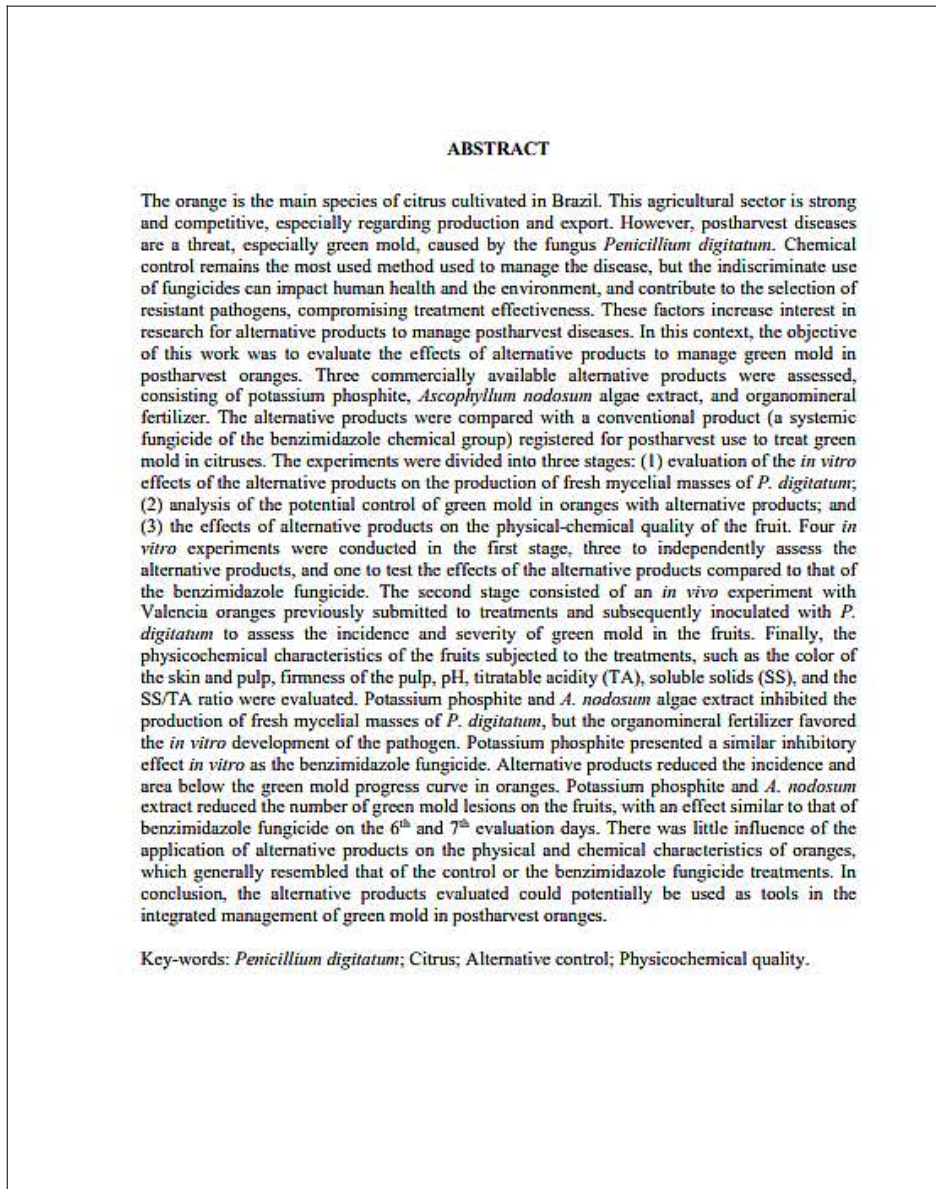 ABSTRACT
The orange is the main species of citrus cultivated in Brazil. This agricultural sector is strong
and competitive, especially regarding production and export. However, postharvest diseases
are a threat, especially green mold, caused by the fungus Penicillium digitatum. Chemical
control remains the most used method used to manage the disease, but the indiscriminate use
of fungicides can impact human health and the environment, and contribute to the selection of
resistant pathogens, compromising treatment effectiveness. These factors increase interest in
research for alternative products to manage postharvest diseases. In this context, the objective
of this work was to evaluate the effects of alternative products to manage green mold in
postharvest oranges. Three commercially available alternative products were assessed,
consisting of potassium phosphite, Ascophyllum nodosum algae extract, and organomineral
fertilizer. The alternative products were compared with a conventional product (a systemic
fungicide of the benzimidazole chemical group) registered for postharvest use to treat green
mold in citruses. The experiments were divided into three stages: (1) evaluation of the in vitro
effects of the alternative products on the production of fresh mycelial masses of P. digitatum;
(2) analysis of the potential control of green mold in oranges with alternative products; and
(3) the effects of alternative products on the physical-chemical quality of the fruit. Four in
vitro experiments were conducted in the first stage, three to independently assess the
alternative products, and one to test the effects of the alternative products compared to that of
the benzimidazole fungicide. The second stage consisted of an in vivo experiment with
Valencia oranges previously submitted to treatments and subsequently inoculated with P.
digitatum to assess the incidence and severity of green mold in the fruits. Finally, the
physicochemical characteristics of the fruits subjected to the treatments, such as the color of
the skin and pulp, firmness of the pulp, pH, titratable acidity (TA), soluble solids (SS), and the
SS/TA ratio were evaluated. Potassium phosphite and A. nodosum algae extract inhibited the
production of fresh mycelial masses of P. digitatum, but the organomineral fertilizer favored
the in vitro development of the pathogen. Potassium phosphite presented a similar inhibitory
effect in vitro as the benzimidazole fungicide. Alternative products reduced the incidence and
area below the green mold progress curve in oranges. Potassium phosphite and A. nodosum
extract reduced the number of green mold lesions on the fruits, with an effect similar to that of
benzimidazole fungicide on the 6th and 7th evaluation days. There was little influence of the
application of alternative products on the physical and chemical characteristics of oranges,
which generally resembled that of the control or the benzimidazole fungicide treatments. In
conclusion, the alternative products evaluated could potentially be used as tools in the
integrated management of green mold in postharvest oranges.
Key-words: Penicillium digitatum; Citrus; Alternative control; Physicochemical quality.